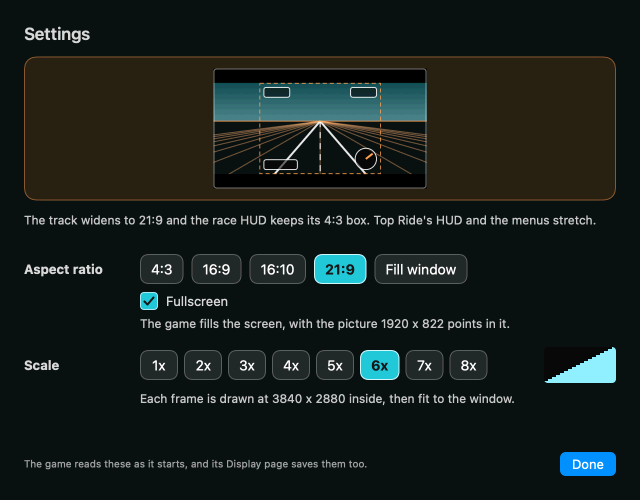 Settings
The track widens to 21:9 and the race HUD keeps its 4:3 box. Top Ride's HUD and the menus stretch.
Aspect ratio 4:3 16:9 16:10 21:9 Fill window
Fullscreen
The game fills the screen, with the picture 1920 x 822 points in it.
Scale 1x 2x 3x 4x 5x 6x 7x 8x
Each frame is drawn at 3840 x 2880 inside, then fit to the window.
The game reads these as it starts, and its Display page saves them too. Done